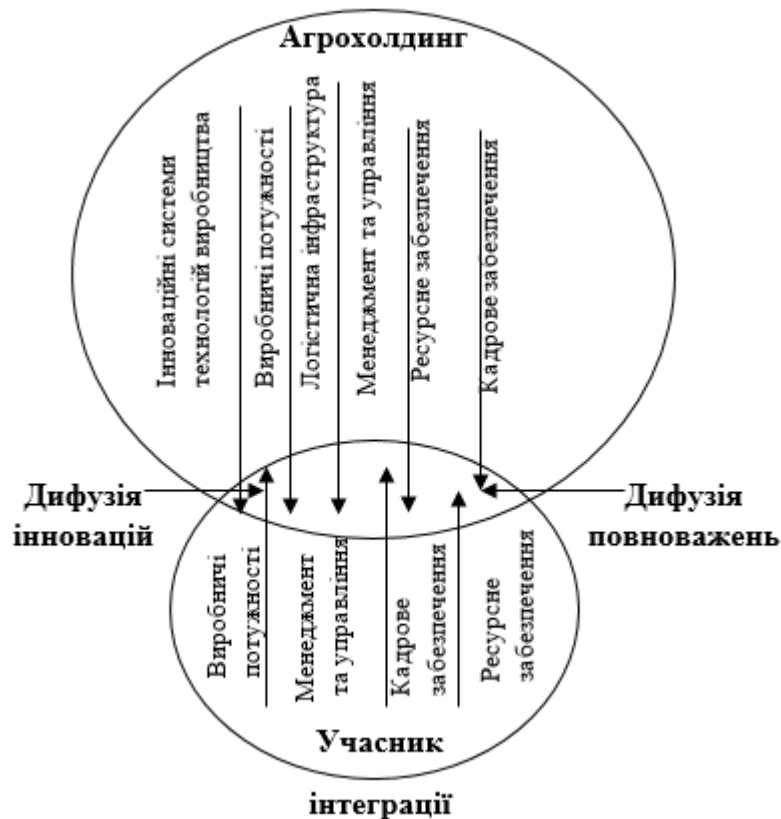 Агрохолдинг
Інноваційні системи
технологій виробництва
Виробничі потужності
Логістична інфраструктура
Менеджмент та управління
Ресурсне забезпечення
Кадрове забезпечення
Дифузія
інновацій
Дифузія
повноважень
Виробничі
потужності
Менеджмент
та управління
Кадрове
забезпечення
Ресурсне
забезпечення
Учасник
інтеграції